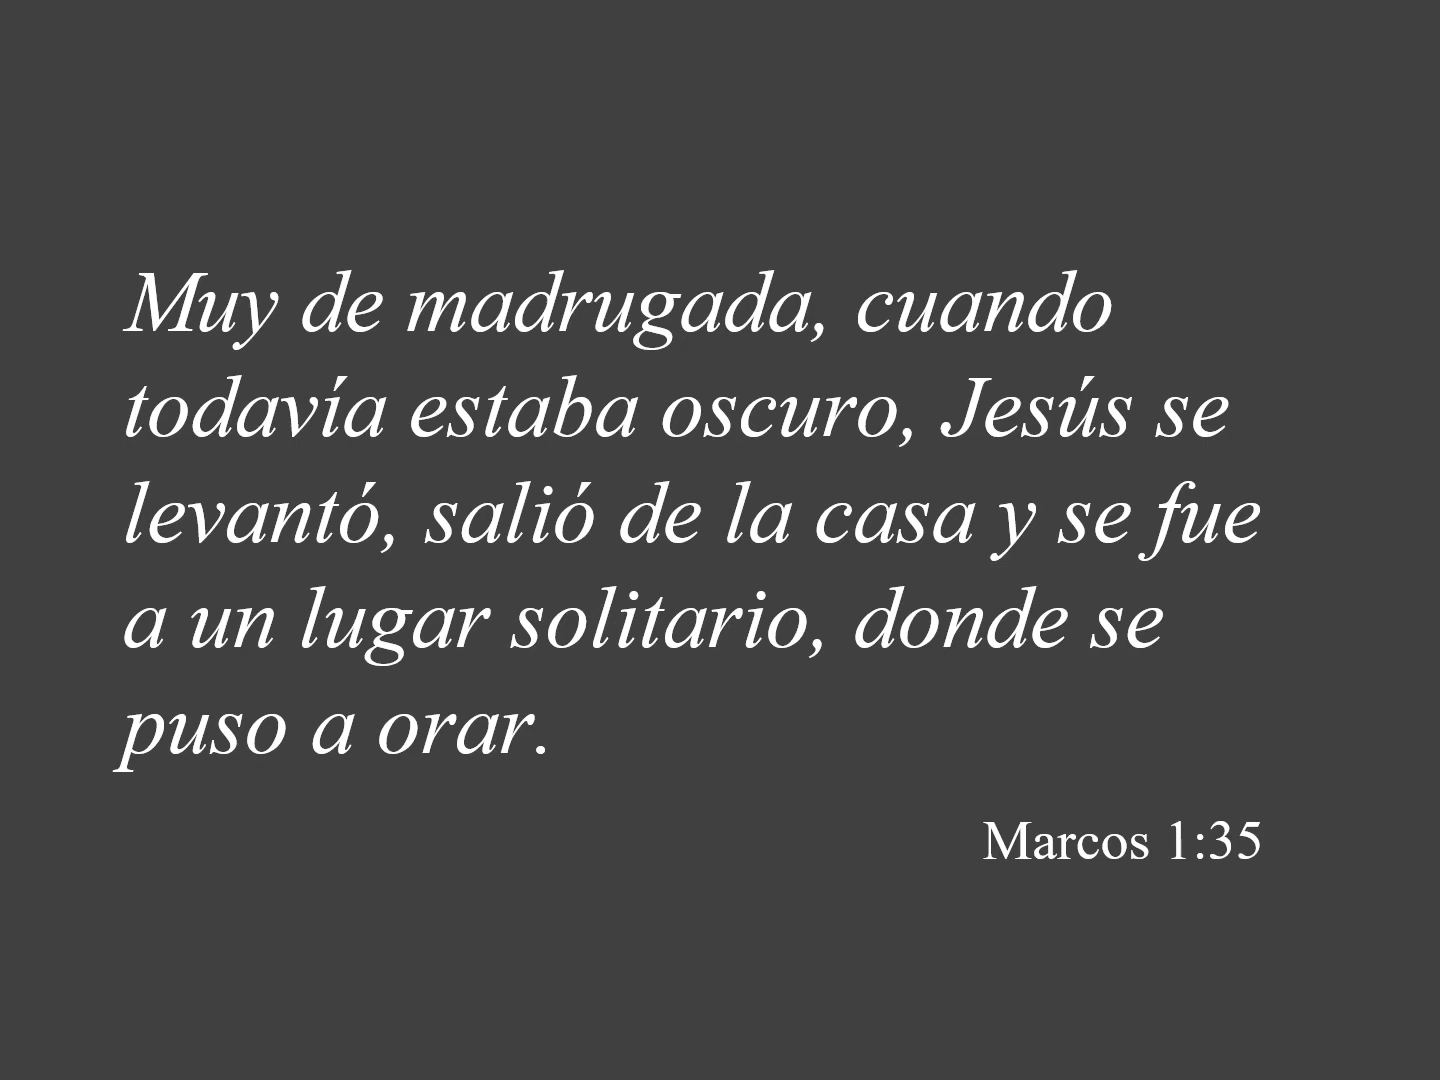 Muy de madrugada, cuando
todavía estaba oscuro, Jesús se
levantó, salió de la casa y se fue
a un lugar solitario, donde se
puso a orar.
Marcos 1:35